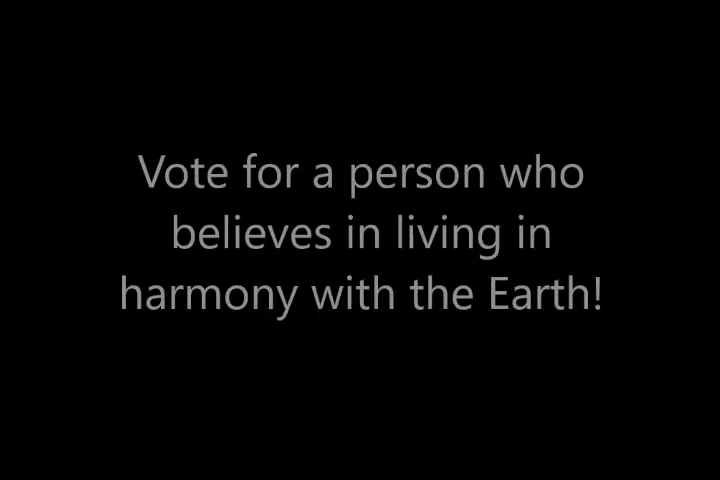 Vote for a person who
believes in living in
harmony with the Earth!